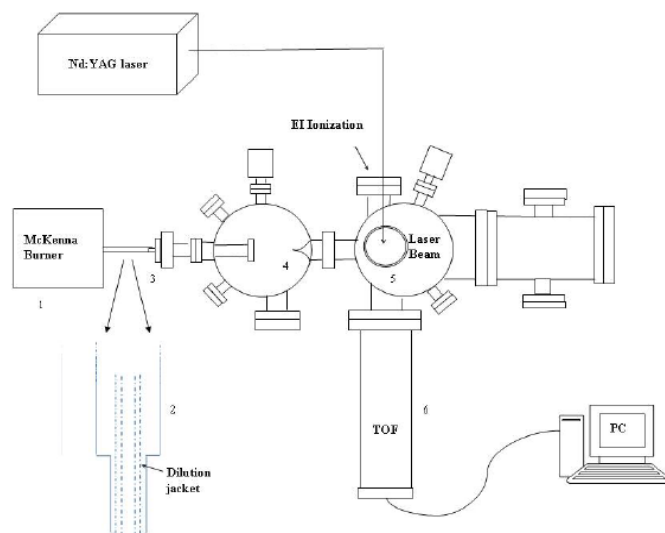 Nd:YAG laser
EI Ionization
McKenna
Burner
Laser
Beam
1
3
4
5
2
6
TOF
PC
Dilution
jacket